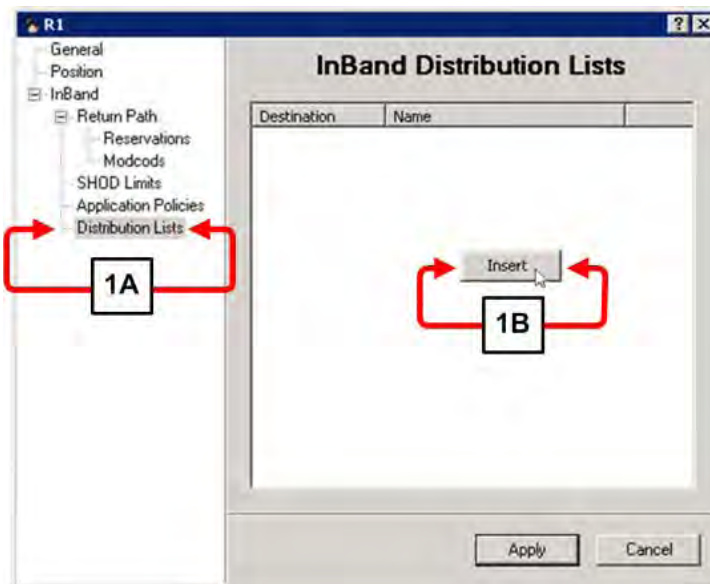 R1
General
Position
InBand
Return Path
Reservations
Modcods
SHOD Limits
Application Policies
Distribution Lists
1A
InBand Distribution Lists
Destination Name
Insert
1B
Apply Cancel